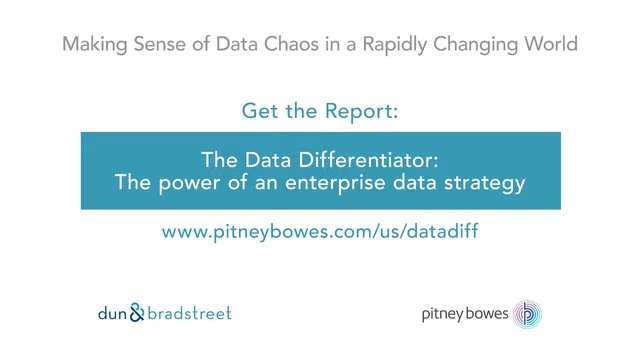 Making Sense of Data Chaos in a Rapidly Changing World
Get the Report:
The Data Differentiator:
The power of an enterprise data strategy
www.pitneybowes.com/us/datadiff
dun&bradstreet
pitney bowes